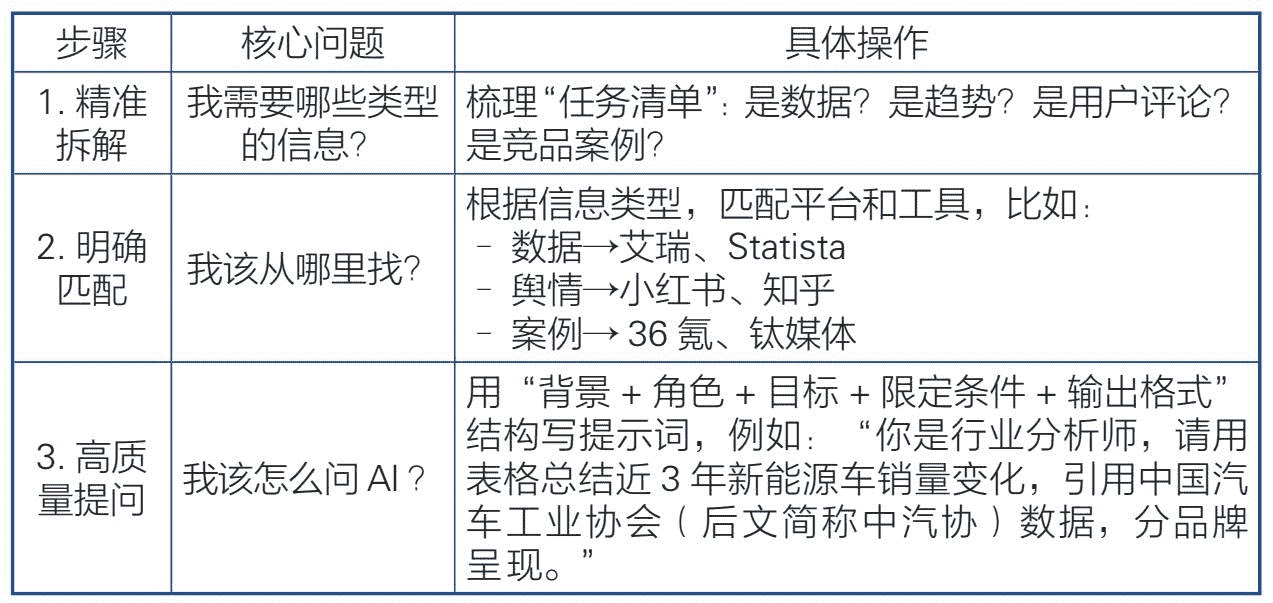 步骤 核心问题 具体操作
1. 精准 我需要哪些类型 梳理“任务清单”：是数据？是趋势？是用户评论？
拆解 的信息？ 是竞品案例？
2. 明确
匹配
我该从哪里找？
根据信息类型，匹配平台和工具，比如：
– 数据→艾瑞、Statista
– 舆情→小红书、知乎
– 案例→ 36 氪、钛媒体
3. 高质
量提问
我该怎么问 AI ？
用“背景 + 角色 + 目标 + 限定条件 + 输出格式”
结构写提示词，例如：“你是行业分析师，请用
表格总结近 3 年新能源车销量变化，引用中国汽
车工业协会（后文简称中汽协）数据，分品牌
呈现。”